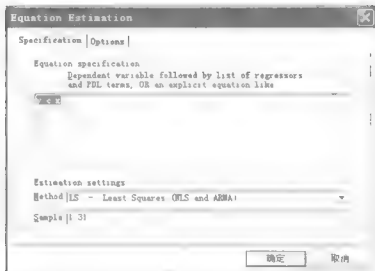 Equation Estimation
Specification Options
Equation specification
Dependent variable followed by list of regressors
and PDL terms, OR an explicit equation like
y c x
Estimation settings
Method LS - Least Squares (NLS and ARMA)
Sample 1 31
确定 取消